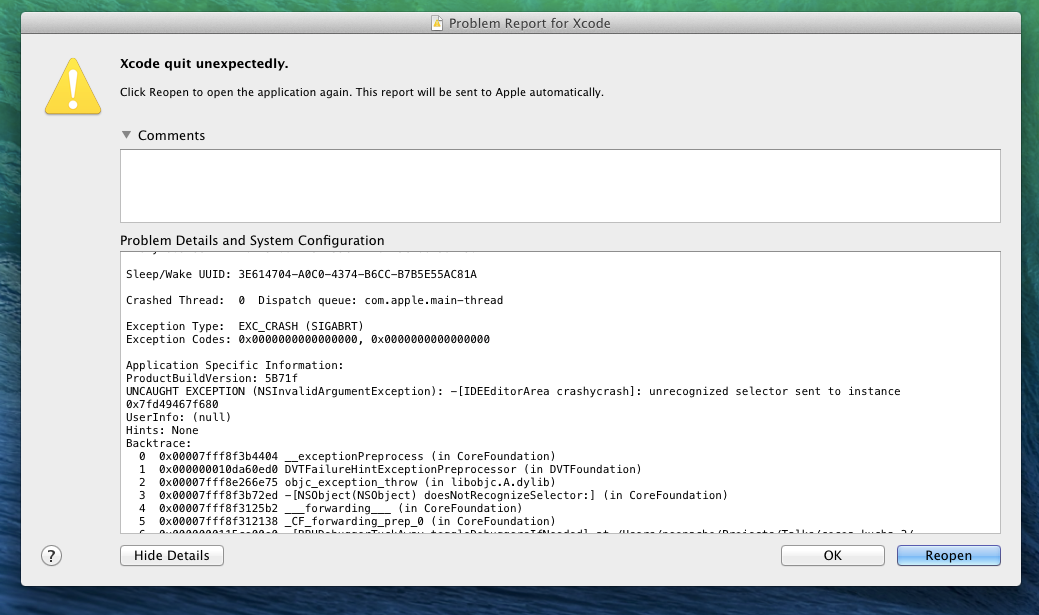 Problem Report for Xcode
Xcode quit unexpectedly.
Click Reopen to open the application again. This report will be sent to Apple automatically.
Comments
Problem Details and System Configuration
Sleep/Wake UUID: 3E614704-A0C0-4374-B6CC-B7B5E55AC81A
Crashed Thread:  0  Dispatch queue: com.apple.main-thread
Exception Type:  EXC_CRASH (SIGABRT)
Exception Codes: 0x0000000000000000, 0x0000000000000000
Application Specific Information:
ProductBuildVersion: 5B71f
UNCAUGHT EXCEPTION (NSInvalidArgumentException): -[IDEEditorArea crashycrash]: unrecognized selector sent to instance
0x7fd49467f680
UserInfo: (null)
Hints: None
Backtrace:
0  0x00007fff8f3b4404 __exceptionPreprocess (in CoreFoundation)
1  0x000000010da60ed0 DVTFailureHintExceptionPreprocessor (in DVTFoundation)
2  0x00007fff8e266e75 objc_exception_throw (in libobjc.A.dylib)
3  0x00007fff8f3b72ed -[NSObject(NSObject) doesNotRecognizeSelector:] (in CoreFoundation)
4  0x00007fff8f3125b2 ___forwarding___ (in CoreFoundation)
5  0x00007fff8f312138 _CF_forwarding_prep_0 (in CoreFoundation)
?
Hide Details
OK
Reopen